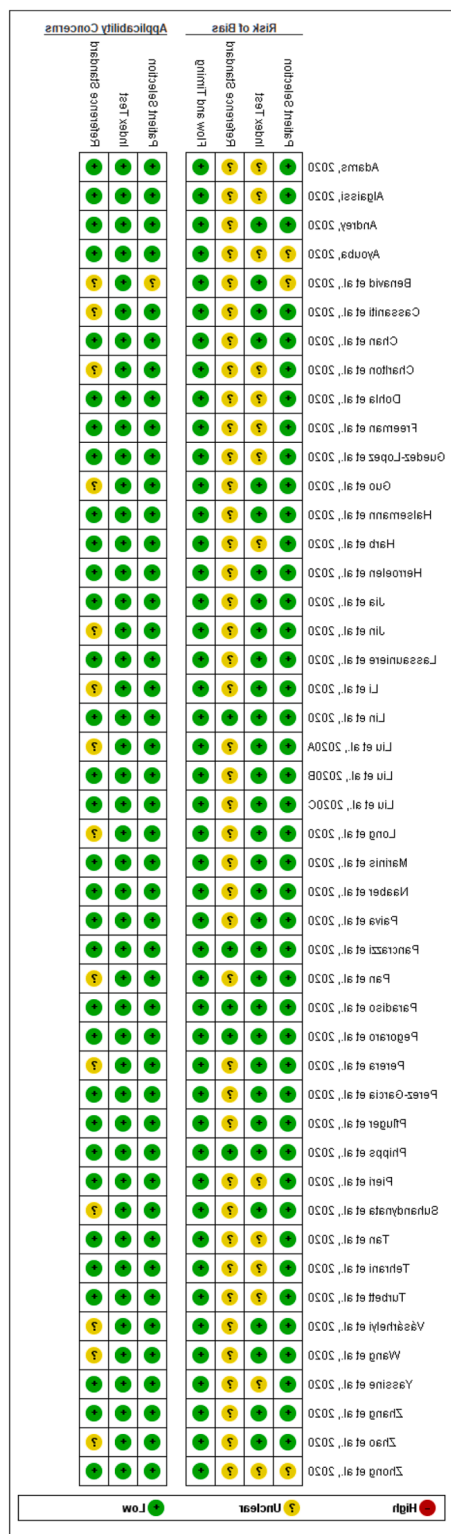 Risk of Bias
Applicability Concerns
Patient Selection
Index Test
Reference Standard
Flow and Timing
Patient Selection
Index Test
Reference Standard
Adams, 2020
Algaissi, 2020
Andrey, 2020
Ayouba, 2020
Benavid et al., 2020
Cassaniti et al., 2020
Chan et al., 2020
Charlton et al., 2020
Dohla et al., 2020
Freeman et al., 2020
Guedez-Lopez et al., 2020
Guo et al., 2020
Halsemann et al., 2020
Harb et al., 2020
Herroelen et al., 2020
Jia et al., 2020
Jin et al., 2020
Lassauniere et al., 2020
Li et al., 2020
Lin et al., 2020
Liu et al., 2020A
Liu et al., 2020B
Liu et al., 2020C
Long et al., 2020
Marinis et al., 2020
Naaber et al., 2020
Paiva et al., 2020
Pancrazzi et al., 2020
Pan et al., 2020
Paradiso et al., 2020
Pegoraro et al., 2020
Perera et al., 2020
Perez-Garcia et al., 2020
Pfluger et al., 2020
Phipps et al., 2020
Pieri et al., 2020
Suhandynata et al., 2020
Tan et al., 2020
Tehrani et al., 2020
Turbett et al., 2020
Vásárhelyi et al., 2020
Wang et al., 2020
Yassine et al., 2020
Zhang et al., 2020
Zhao et al., 2020
Zhong et al., 2020
High
Unclear
Low